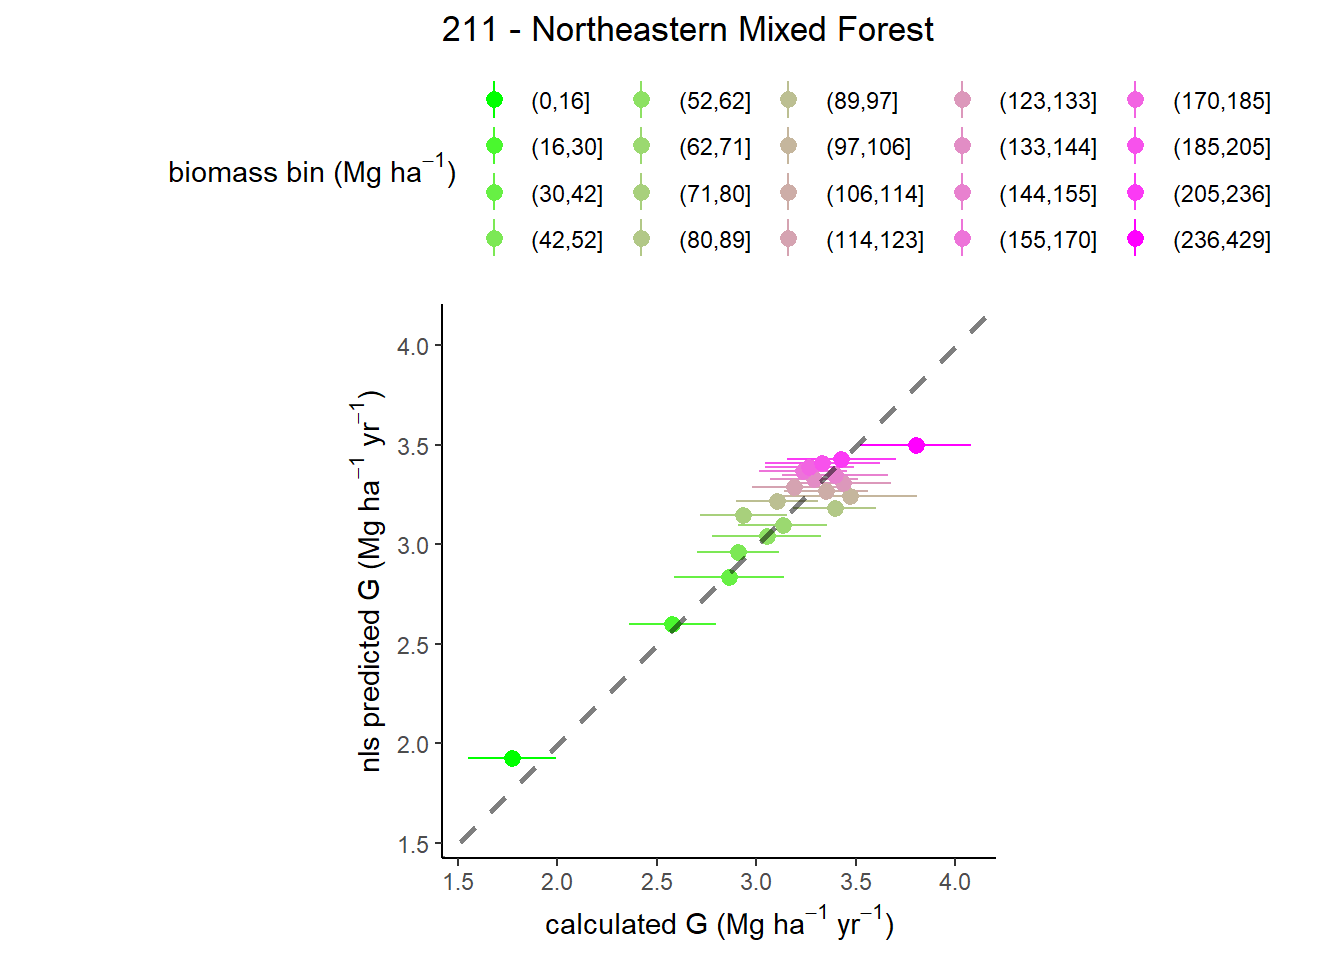 211 - Northeastern Mixed Forest
(0,16] (52,62] (89,97] (123,133] (170,185]
(16,30] (62,71] (97,106] (133,144] (185,205]
biomass bin (Mg ha⁻¹)
(30,42] (71,80] (106,114] (144,155] (205,236]
(42,52] (80,89] (114,123] (155,170] (236,429]
4.0
3.5
3.0
2.5
2.0
1.5
nls predicted G (Mg ha⁻¹ yr⁻¹)
1.5 2.0 2.5 3.0 3.5 4.0
calculated G (Mg ha⁻¹ yr⁻¹)